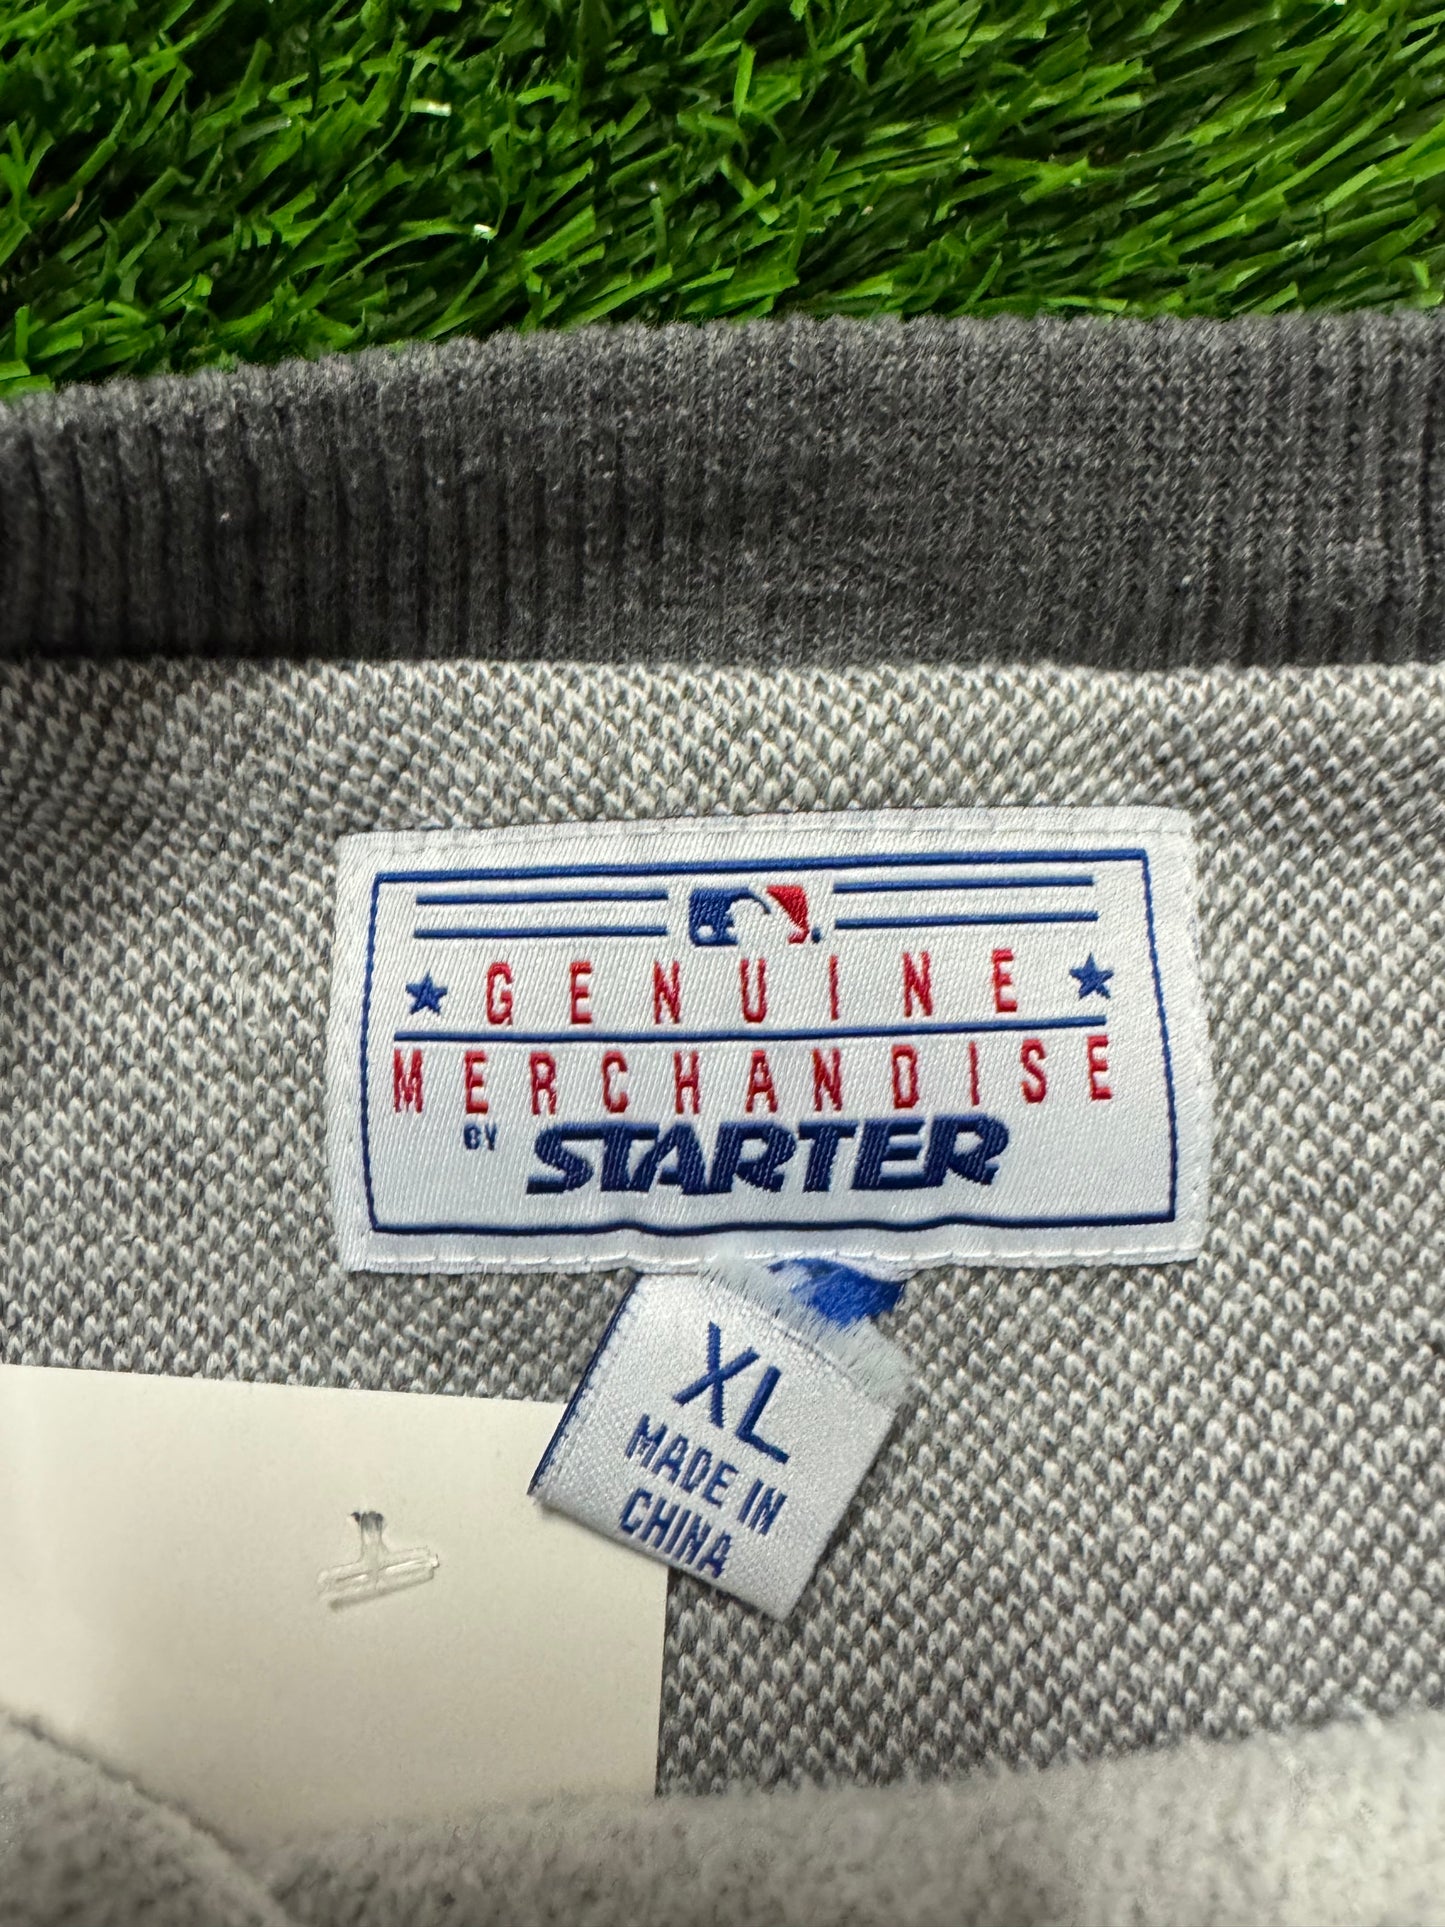 GENUINE
MERCHANDISE
BY STARTER
XL
MADE IN
CHINA